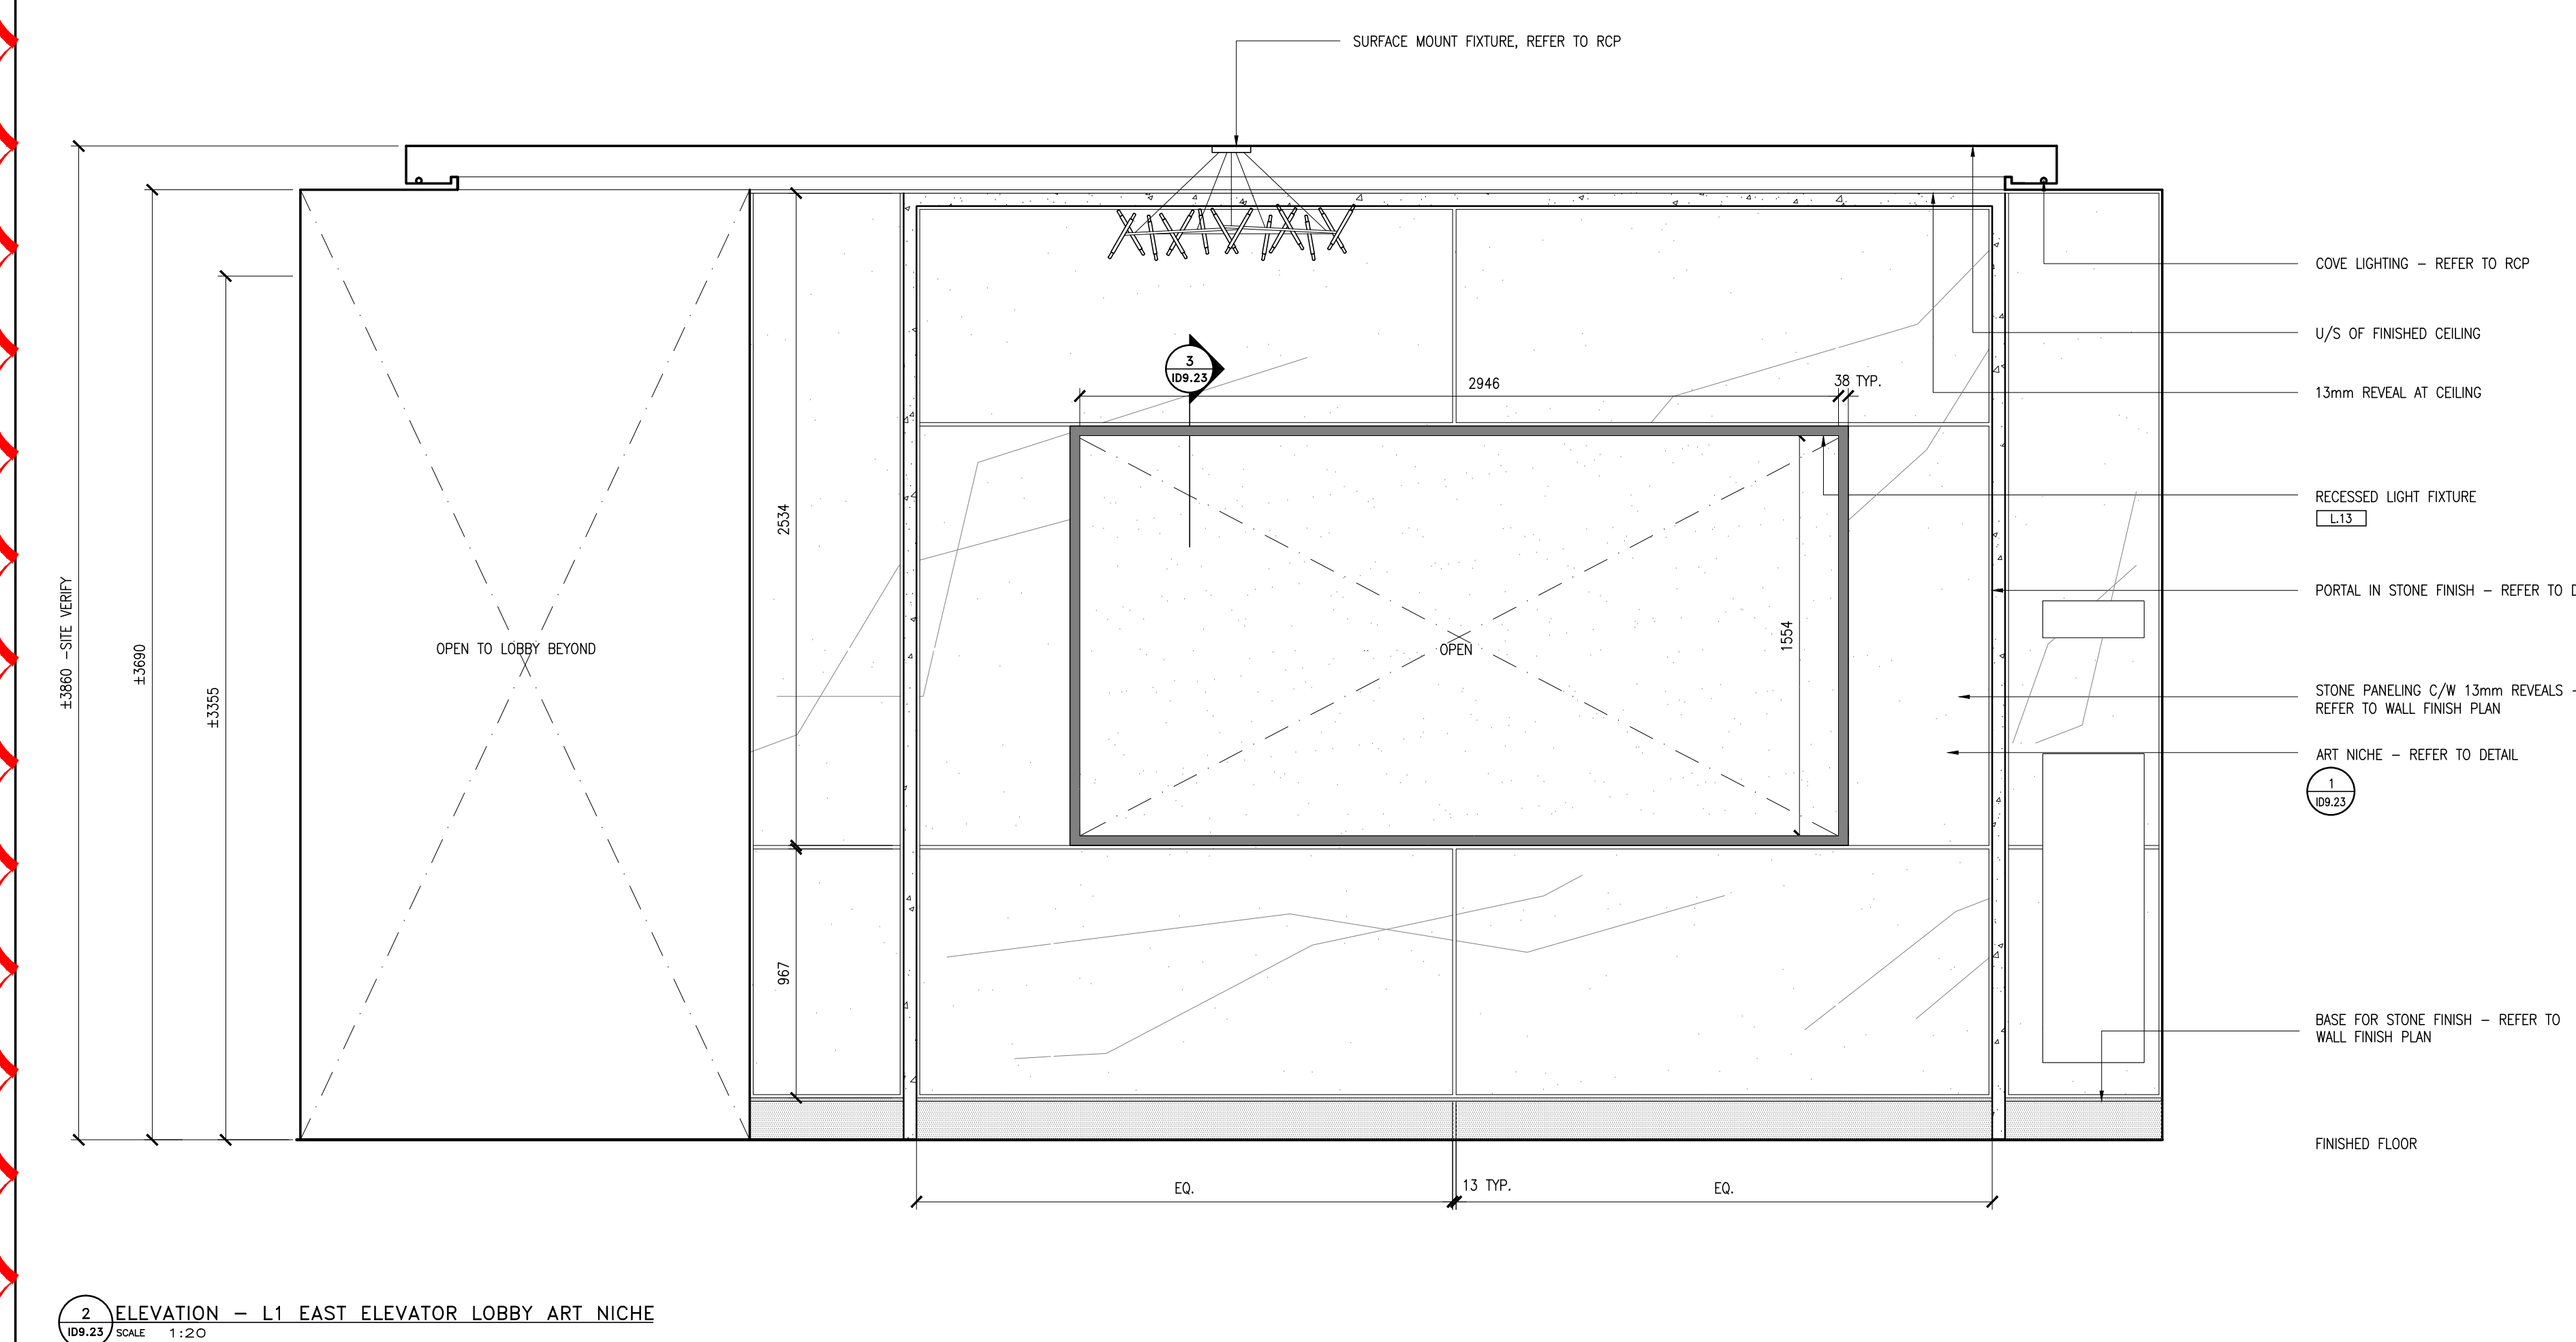 SURFACE MOUNT FIXTURE, REFER TO RCP
COVE LIGHTING – REFER TO RCP
U/S OF FINISHED CEILING
3
ID9.23
2946
38 TYP.
13mm REVEAL AT CEILING
RECESSED LIGHT FIXTURE
L.13
2534
PORTAL IN STONE FINISH – REFER TO
±3860 –SITE VERIFY
±3690
±3355
OPEN TO LOBBY BEYOND
OPEN
1554
STONE PANELING C/W 13mm REVEALS –
REFER TO WALL FINISH PLAN
ART NICHE – REFER TO DETAIL
1
ID9.23
967
BASE FOR STONE FINISH – REFER TO
WALL FINISH PLAN
FINISHED FLOOR
EQ.
13 TYP.
EQ.
2
ID9.23
ELEVATION – L1 EAST ELEVATOR LOBBY ART NICHE
SCALE 1:20